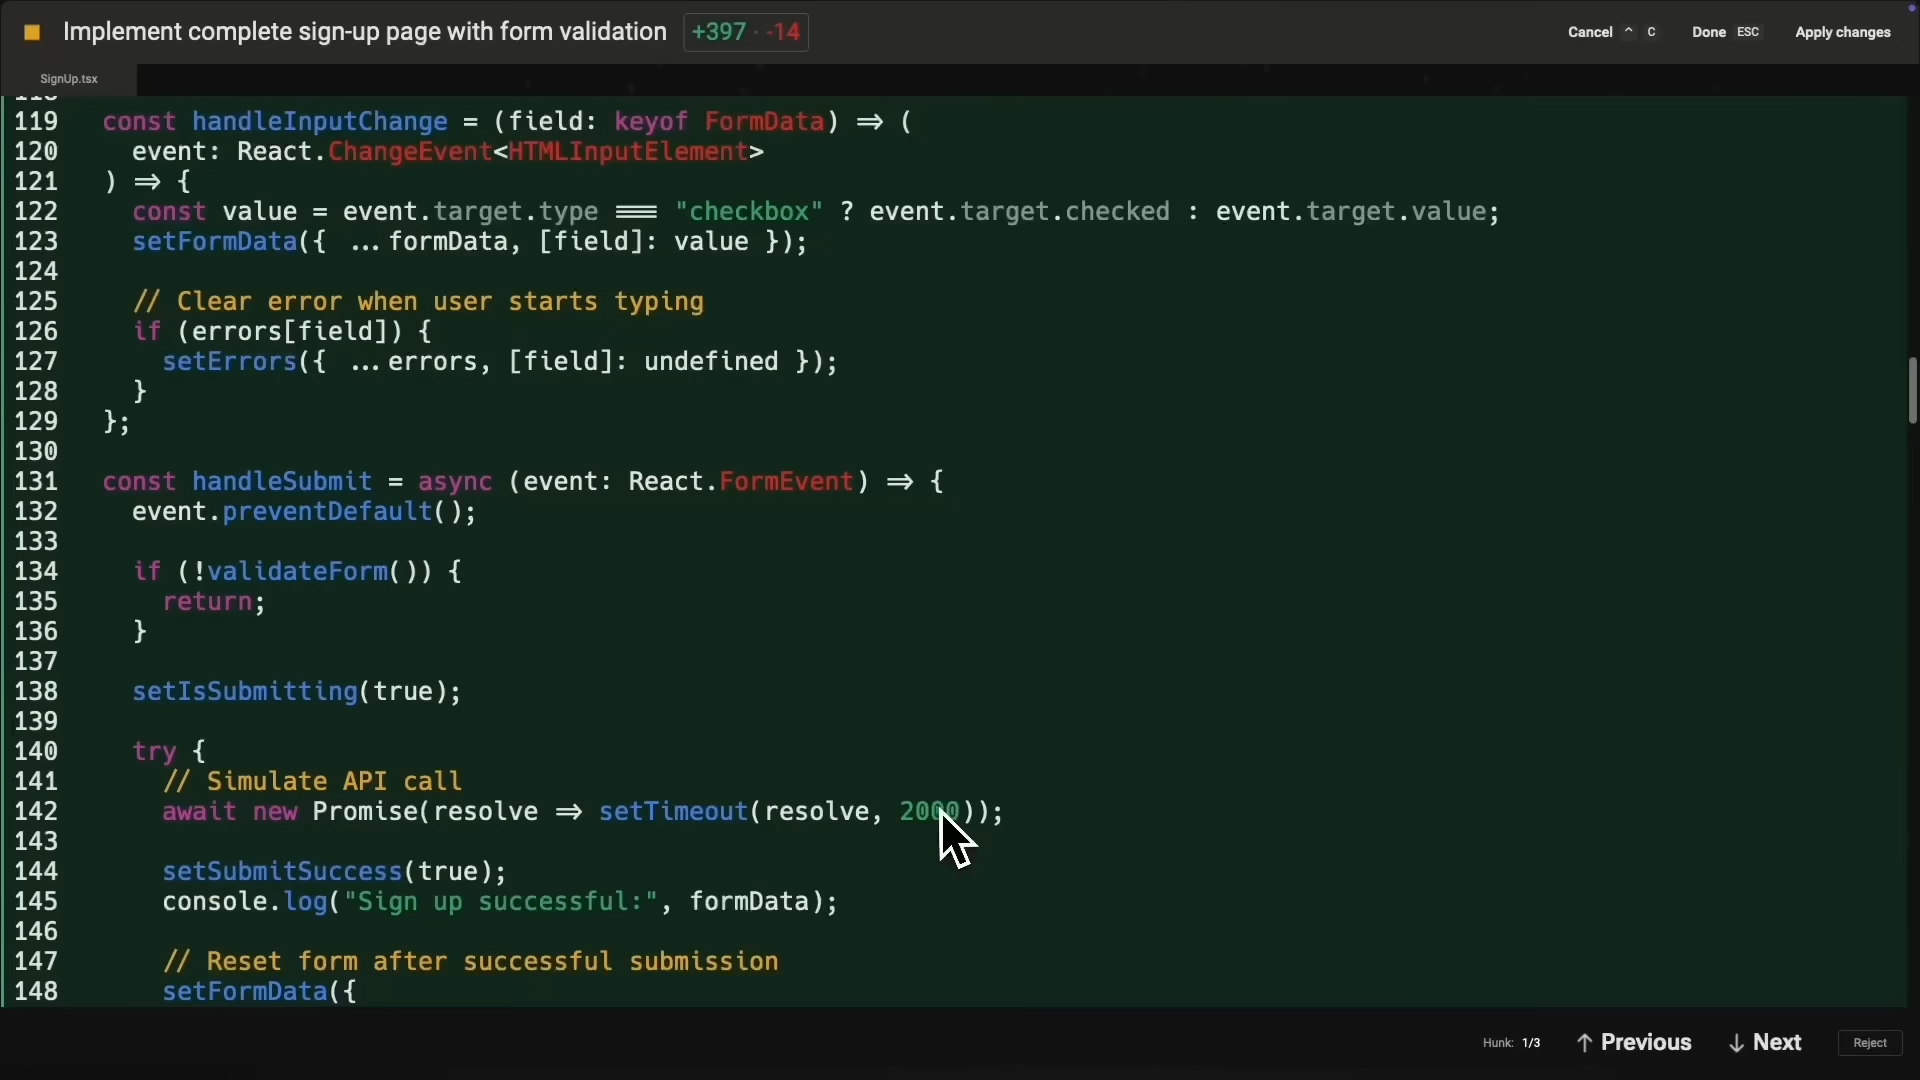 Implement complete sign-up page with form validation +397 · -14 Cancel ⌃ C Done ESC Apply changes
SignUp.tsx
119 const handleInputChange = (field: keyof FormData) => (
120 event: React.ChangeEvent<HTMLInputElement>
121 ) => {
122 const value = event.target.type === "checkbox" ? event.target.checked : event.target.value;
123 setFormData({ ...formData, [field]: value });
124
125 // Clear error when user starts typing
126 if (errors[field]) {
127 setErrors({ ...errors, [field]: undefined });
128 }
129 };
130
131 const handleSubmit = async (event: React.FormEvent) => {
132 event.preventDefault();
133
134 if (!validateForm()) {
135 return;
136 }
137
138 setIsSubmitting(true);
139
140 try {
141 // Simulate API call
142 await new Promise(resolve => setTimeout(resolve, 2000));
143
144 setSubmitSuccess(true);
145 console.log("Sign up successful:", formData);
146
147 // Reset form after successful submission
148 setFormData({
Hunk: 1/3 ↑ Previous ↓ Next Reject